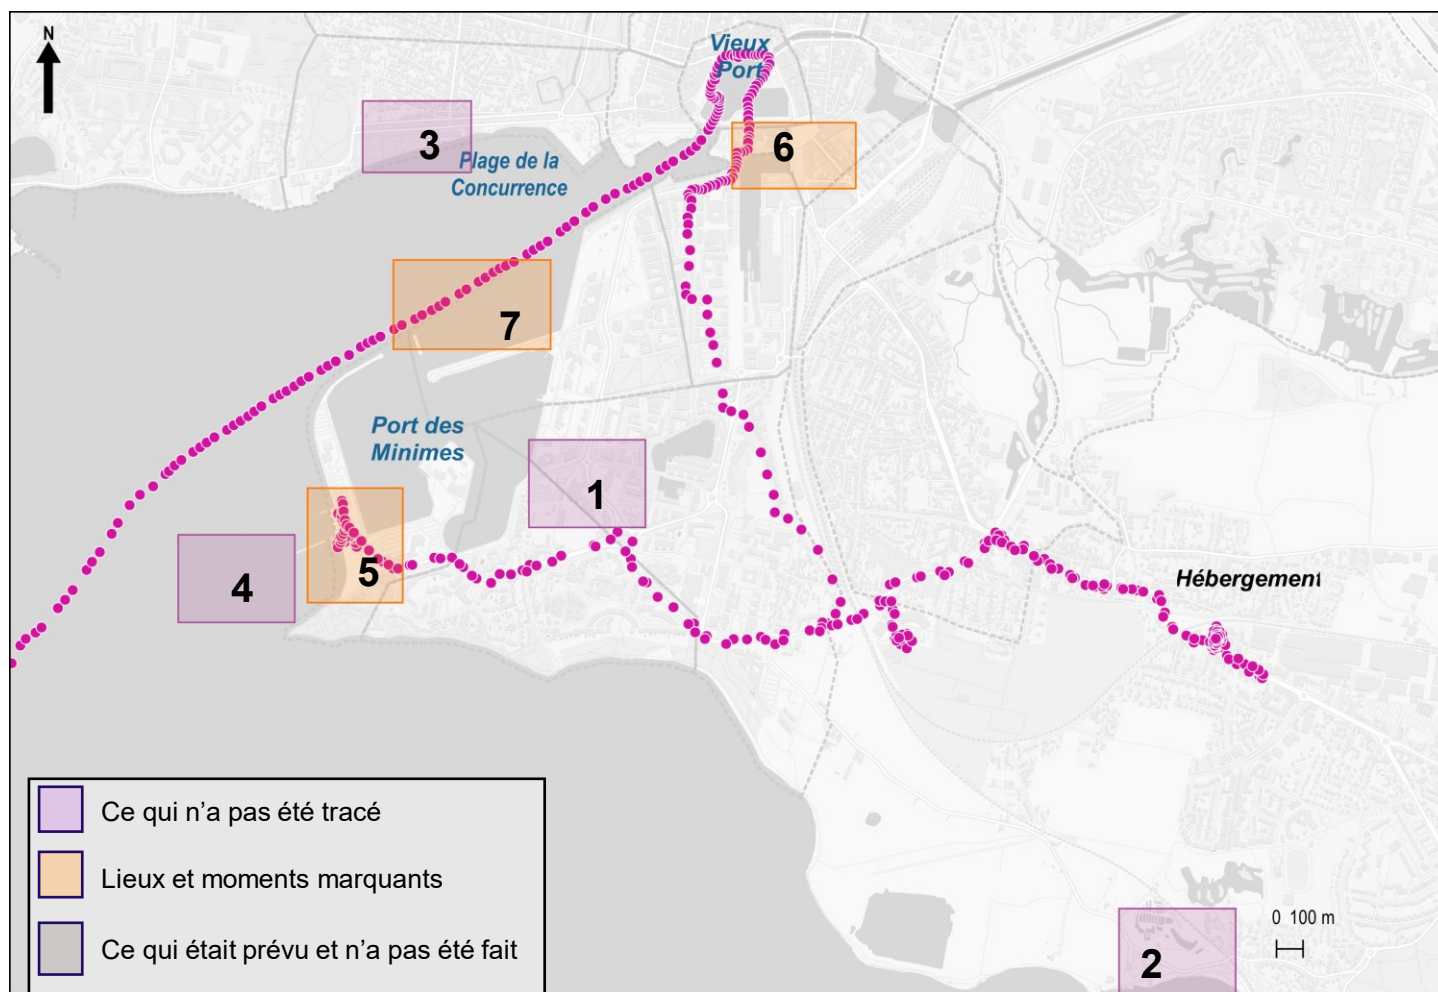 N
Vieux
Port
3
6
Plage de la
Concurrence
7
Port des
Minimes
1
4
5
Hébergement
2
0 100 m
Ce qui n’a pas été tracé
Lieux et moments marquants
Ce qui était prévu et n’a pas été fait